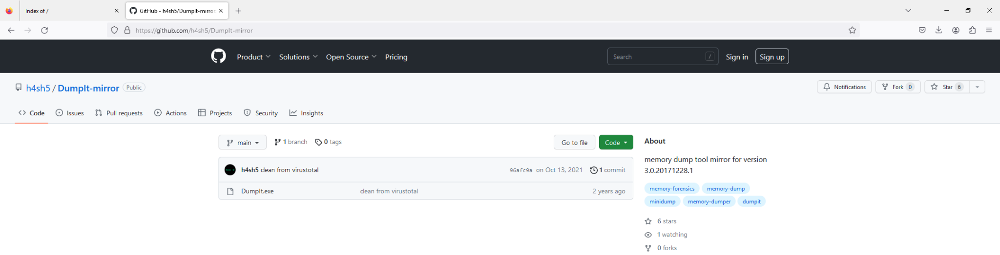 Index of /
GitHub - h4sh5/DumpIt-mirror:
https://github.com/h4sh5/DumpIt-mirror
Product Solutions Open Source Pricing Search / Sign in Sign up
h4sh5 / DumpIt-mirror Public
Notifications Fork 0 Star 6
Code Issues Pull requests Actions Projects Security Insights
main 1 branch 0 tags Go to file Code
h4sh5 clean from virustotal 96afc9a on Oct 13, 2021 1 commit
DumpIt.exe clean from virustotal 2 years ago
About
memory dump tool mirror for version
3.0.20171228.1
memory-forensics memory-dump
minidump memory-dumper dumpit
6 stars
1 watching
0 forks